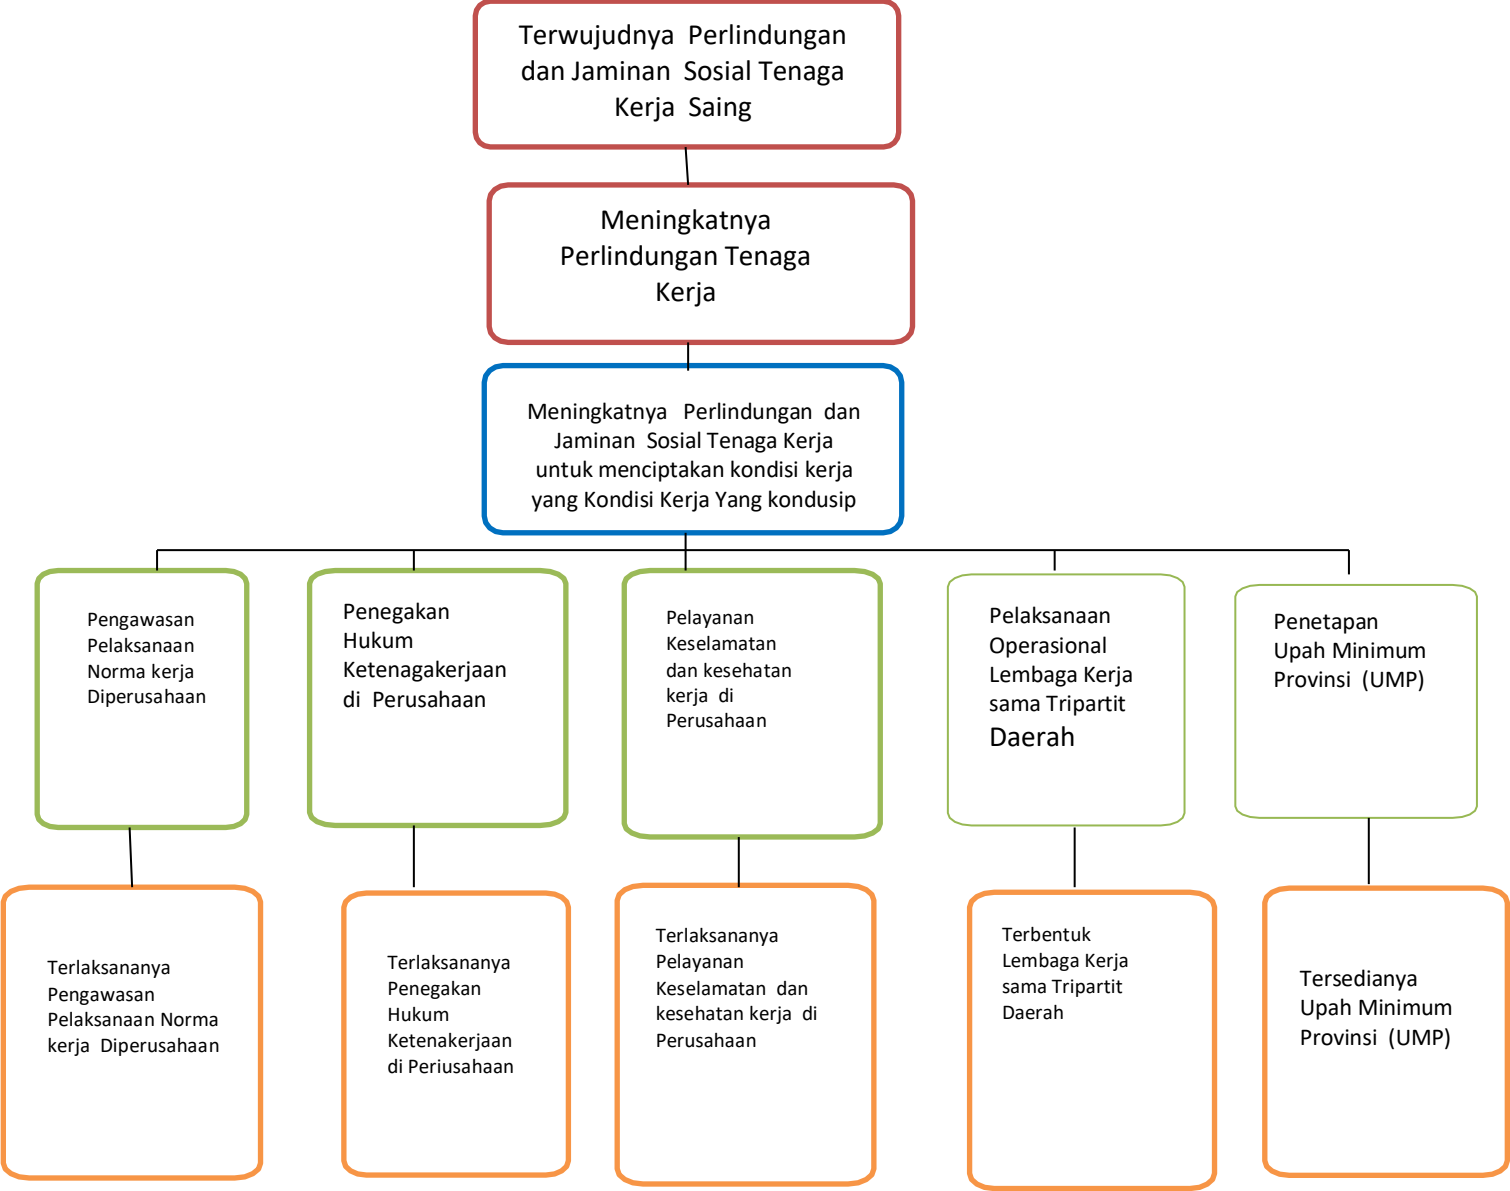 Terwujudnya Perlindungan
dan Jaminan Sosial Tenaga
Kerja Saing
Meningkatnya
Perlindungan Tenaga
Kerja
Meningkatnya Perlindungan dan
Jaminan Sosial Tenaga Kerja
untuk menciptakan kondisi kerja
yang Kondisi Kerja Yang kondusip
Pengawasan
Pelaksanaan
Norma kerja
Diperusahaan
Penegakan
Hukum
Ketenagakerjaan
di Perusahaan
Pelayanan
Keselamatan
dan kesehatan
kerja di
Perusahaan
Pelaksanaan
Operasional
Lembaga Kerja
sama Tripartit
Daerah
Penetapan
Upah Minimum
Provinsi (UMP)
Terlaksananya
Pengawasan
Pelaksanaan Norma
kerja Diperusahaan
Terlaksananya
Penegakan
Hukum
Ketenakerjaan
di Periusahaan
Terlaksananya
Pelayanan
Keselamatan dan
kesehatan kerja di
Perusahaan
Terbentuk
Lembaga Kerja
sama Tripartit
Daerah
Tersedianya
Upah Minimum
Provinsi (UMP)